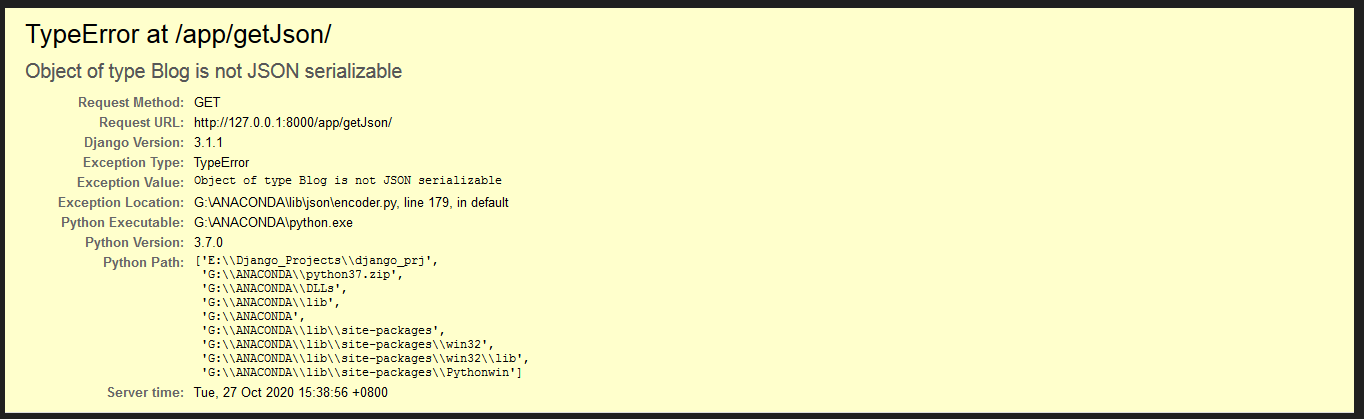 TypeError at /app/getJson/
Object of type Blog is not JSON serializable
Request Method: GET
Request URL: http://127.0.0.1:8000/app/getJson/
Django Version: 3.1.1
Exception Type: TypeError
Exception Value: Object of type Blog is not JSON serializable
Exception Location: G:\ANACONDA\lib\json\encoder.py, line 179, in default
Python Executable: G:\ANACONDA\python.exe
Python Version: 3.7.0
Python Path: ['E:\\Django_Projects\\django_prj',
'G:\\ANACONDA\\python37.zip',
'G:\\ANACONDA\\DLLs',
'G:\\ANACONDA\\lib',
'G:\\ANACONDA',
'G:\\ANACONDA\\lib\\site-packages',
'G:\\ANACONDA\\lib\\site-packages\\win32',
'G:\\ANACONDA\\lib\\site-packages\\win32\\lib',
'G:\\ANACONDA\\lib\\site-packages\\Pythonwin']
Server time: Tue, 27 Oct 2020 15:38:56 +0800